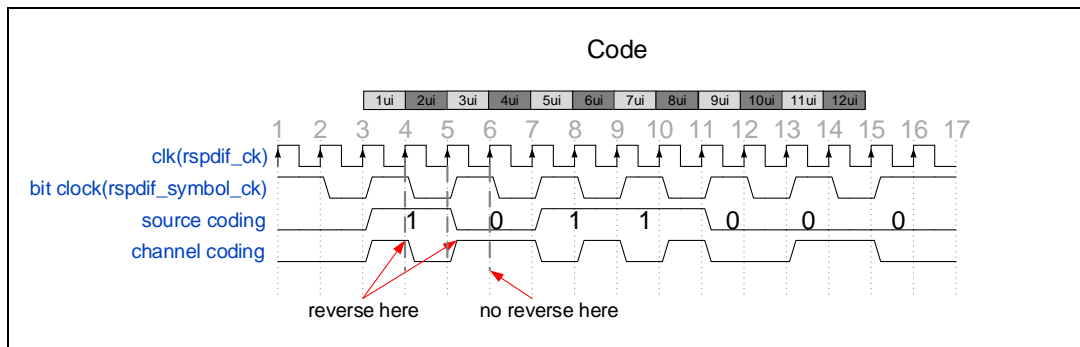 Code
1ui 2ui 3ui 4ui 5ui 6ui 7ui 8ui 9ui 10ui 11ui 12ui
1 2 3 4 5 6 7 8 9 10 11 12 13 14 15 16 17
clk(rspdif_ck)
bit clock(rspdif_symbol_ck)
source coding 1 0 1 1 0 0 0
channel coding
reverse here no reverse here